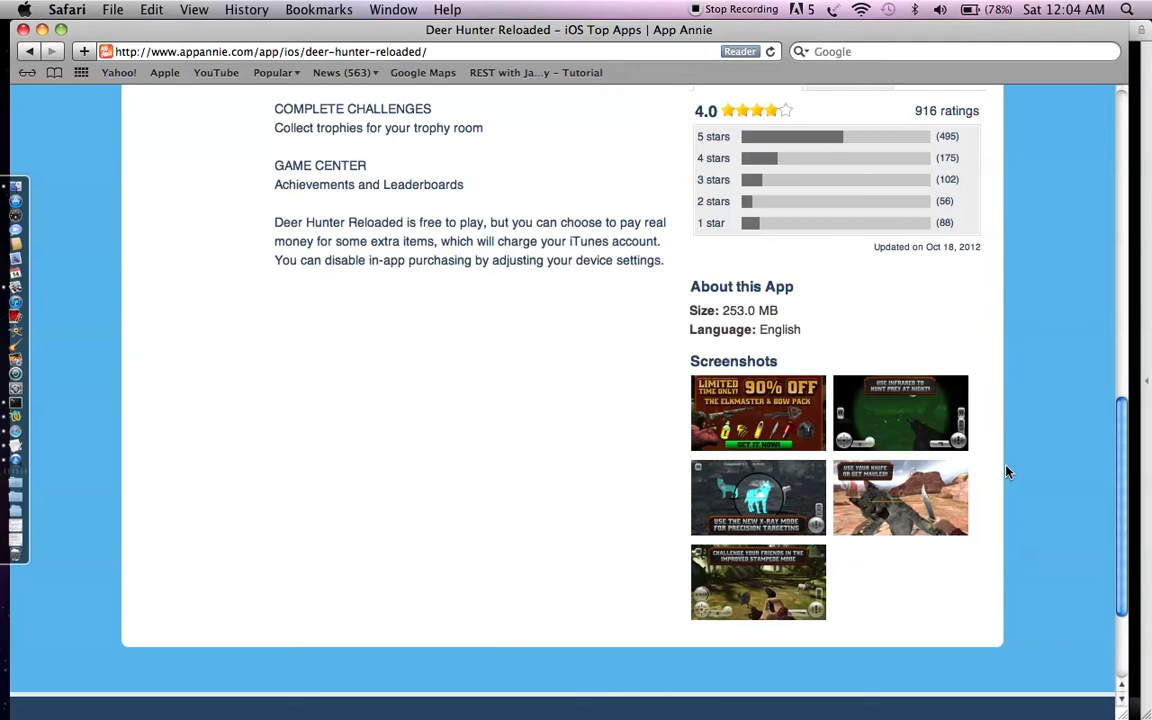 Safari File Edit View History Bookmarks Window Help Stop Recording 5 (78%) Sat 12:04 AM
Deer Hunter Reloaded – iOS Top Apps | App Annie
http://www.appannie.com/app/ios/deer-hunter-reloaded/ Reader Google
Yahoo! Apple YouTube Popular▾ News (563)▾ Google Maps REST with Ja...y – Tutorial
COMPLETE CHALLENGES
Collect trophies for your trophy room
GAME CENTER
Achievements and Leaderboards
Deer Hunter Reloaded is free to play, but you can choose to pay real
money for some extra items, which will charge your iTunes account.
You can disable in-app purchasing by adjusting your device settings.
4.0 916 ratings
5 stars (495)
4 stars (175)
3 stars (102)
2 stars (56)
1 star (88)
Updated on Oct 18, 2012
About this App
Size: 253.0 MB
Language: English
Screenshots
LIMITED TIME ONLY! 90% OFF
THE ELKMASTER & BOW PACK
GET IT NOW!
USE INFRARED TO
HUNT PREY AT NIGHT!
USE THE NEW X-RAY MODE
FOR PRECISION TARGETING
USE YOUR KNIFE
OR GET MAULED!
CHALLENGE YOUR FRIENDS IN THE
IMPROVED STAMPEDE MODE